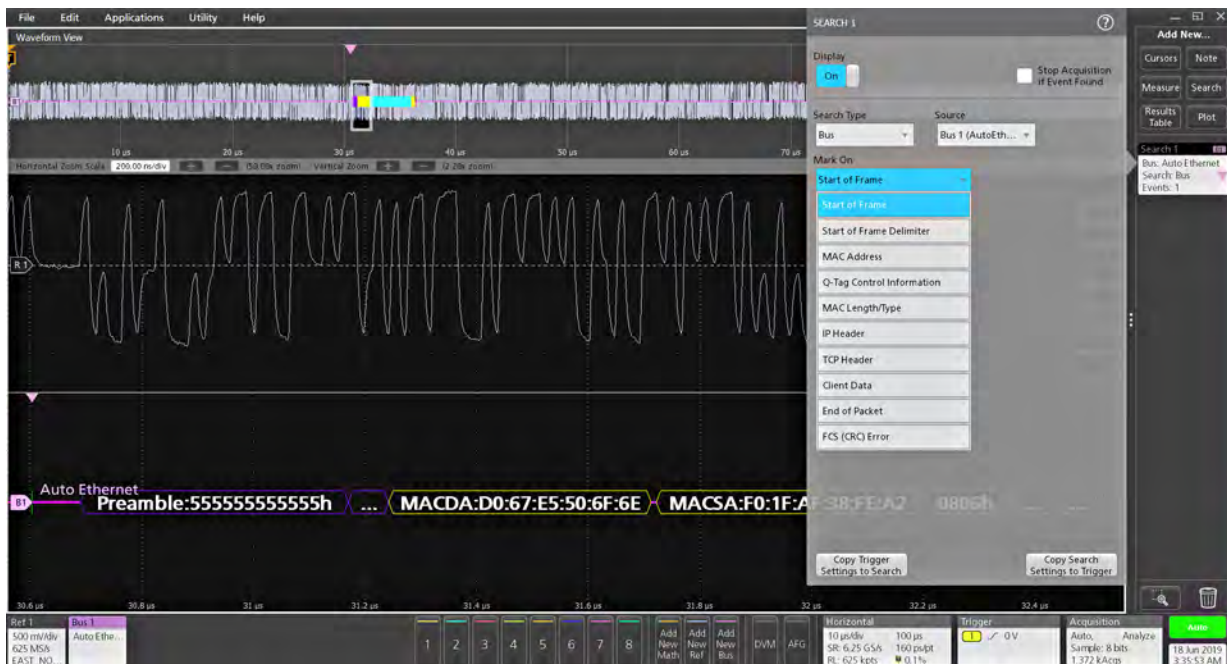 File Edit Applications Utility Help
Waveform View
10 µs 20 µs 30 µs 40 µs 50 µs 60 µs 70 µs
Horizontal Zoom Scale 200.00 ns/div (50.00x zoom) Vertical Zoom (2.20x zoom)
R1
Auto Ethernet
B1
Preamble:555555555555h ... MACDA:D0:67:E5:50:6F:6E MACSA:F0:1F:AF:38:FE:A2 0806h ... ...
30.6 µs 30.8 µs 31 µs 31.2 µs 31.4 µs 31.6 µs 31.8 µs 32 µs 32.2 µs 32.4 µs
SEARCH 1 ?
Display
On
Stop Acquisition
if Event Found
Search Type Source
Bus Bus 1 (AutoEth...
Mark On
Start of Frame
Start of Frame
Start of Frame Delimiter
MAC Address
Q-Tag Control Information
MAC Length/Type
IP Header
TCP Header
Client Data
End of Packet
FCS (CRC) Error
Copy Trigger
Settings to Search
Copy Search
Settings to Trigger
Add New...
Cursors Note
Measure Search
Results
Table
Plot
Search 1
Bus: Auto Ethernet
Search: Bus
Events: 1
Ref 1
500 mV/div
625 MS/s
EAST_NO...
Bus 1
Auto Ethe...
1 2 3 4 5 6 7 8
Add
New
Math
Add
New
Ref
Add
New
Bus
DVM AFG
Horizontal
10 µs/div 100 µs
SR: 6.25 GS/s 160 ps/pt
RL: 625 kpts 0.1%
Trigger
1 0 V
Acquisition
Auto, Analyze
Sample: 8 bits
1.372 kAcqs
Auto
18 Jun 2019
3:35:53 AM